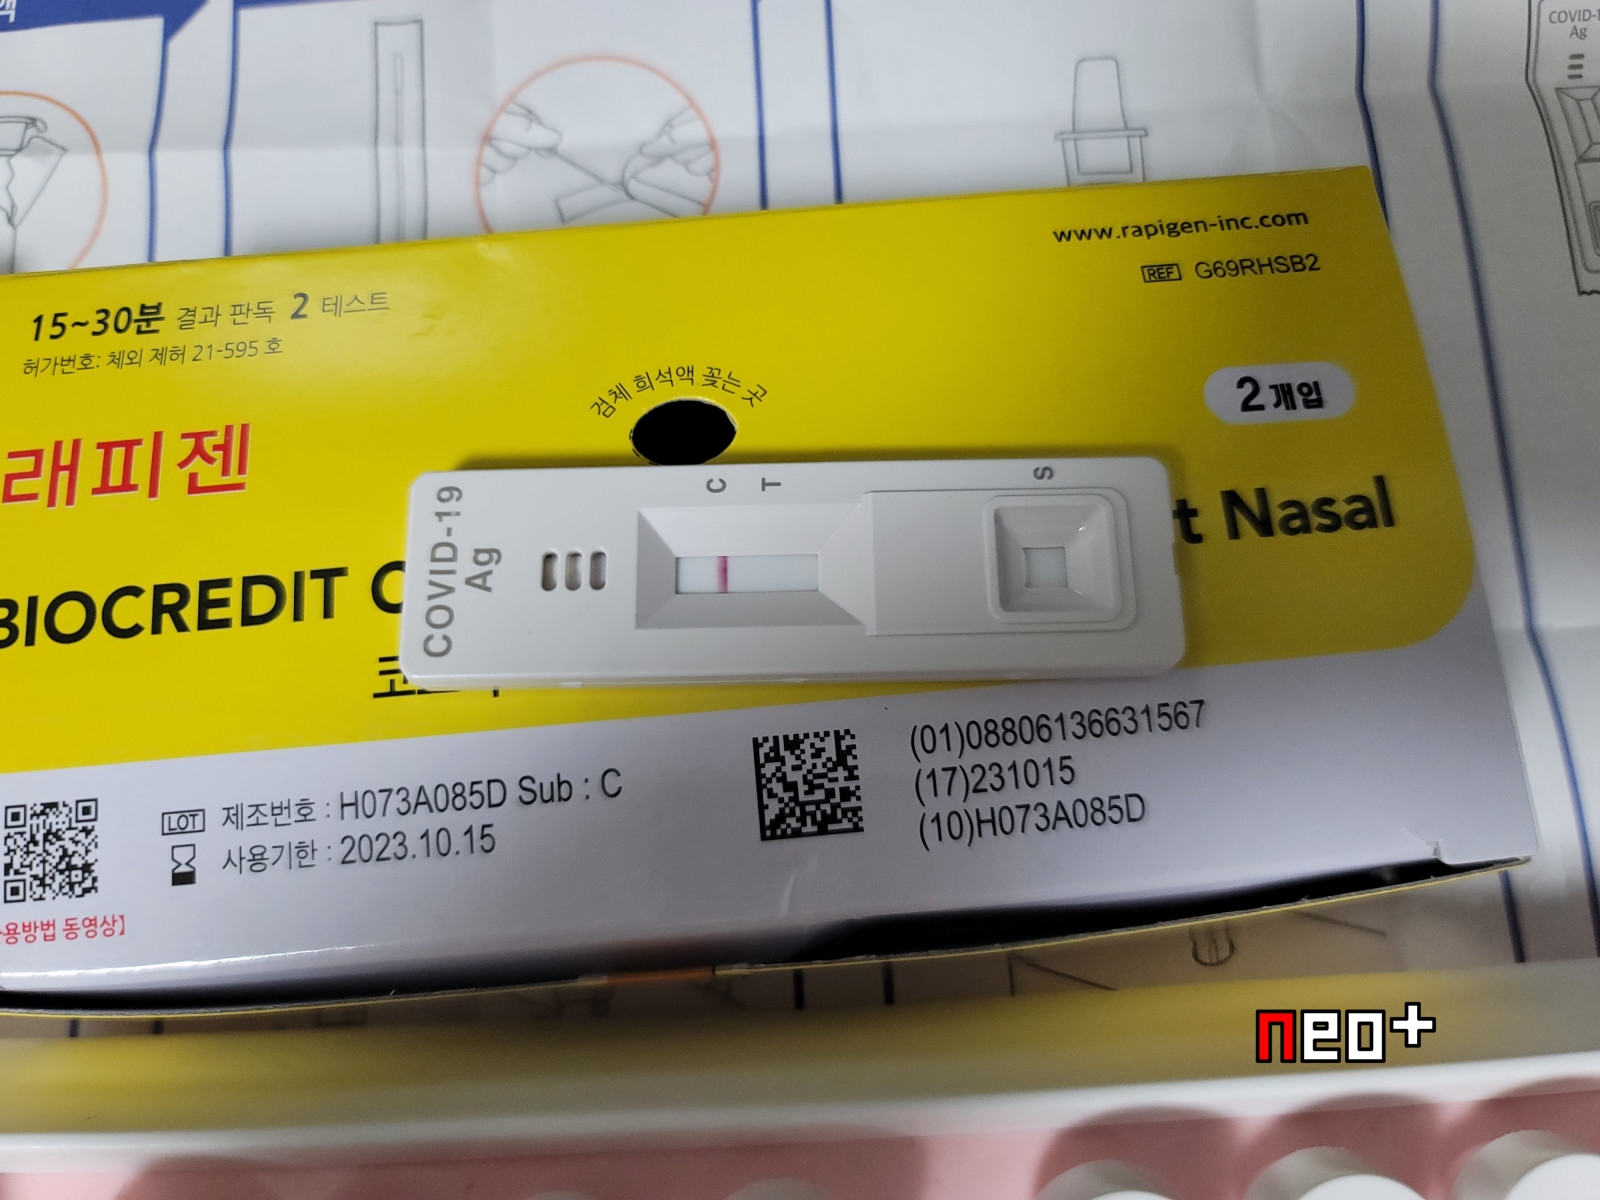 액
COVID-1
Ag
www.rapigen-inc.com
REF G69RHSB2
15~30분 결과 판독 2 테스트
허가번호: 체외 제허 21-595 호
검체 희석액 꽂는 곳
2개입
래피젠
C T S
COVID-19
Ag
BIOCREDIT C
t Nasal
LOT 제조번호 : H073A085D Sub : C
사용기한 : 2023.10.15
(01)08806136631567
(17)231015
(10)H073A085D
용방법 동영상]
neo+